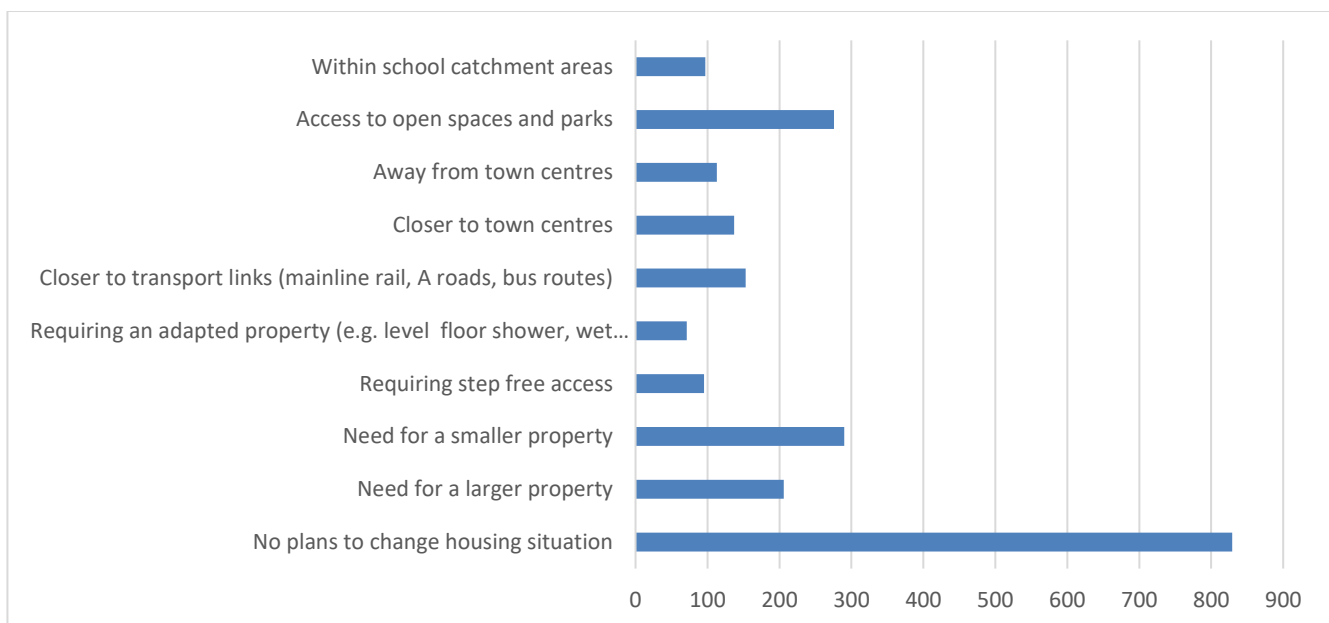 Within school catchment areas
Access to open spaces and parks
Away from town centres
Closer to town centres
Closer to transport links (mainline rail, A roads, bus routes)
Requiring an adapted property (e.g. level  floor shower, wet…
Requiring step free access
Need for a smaller property
Need for a larger property
No plans to change housing situation
0 100 200 300 400 500 600 700 800 900